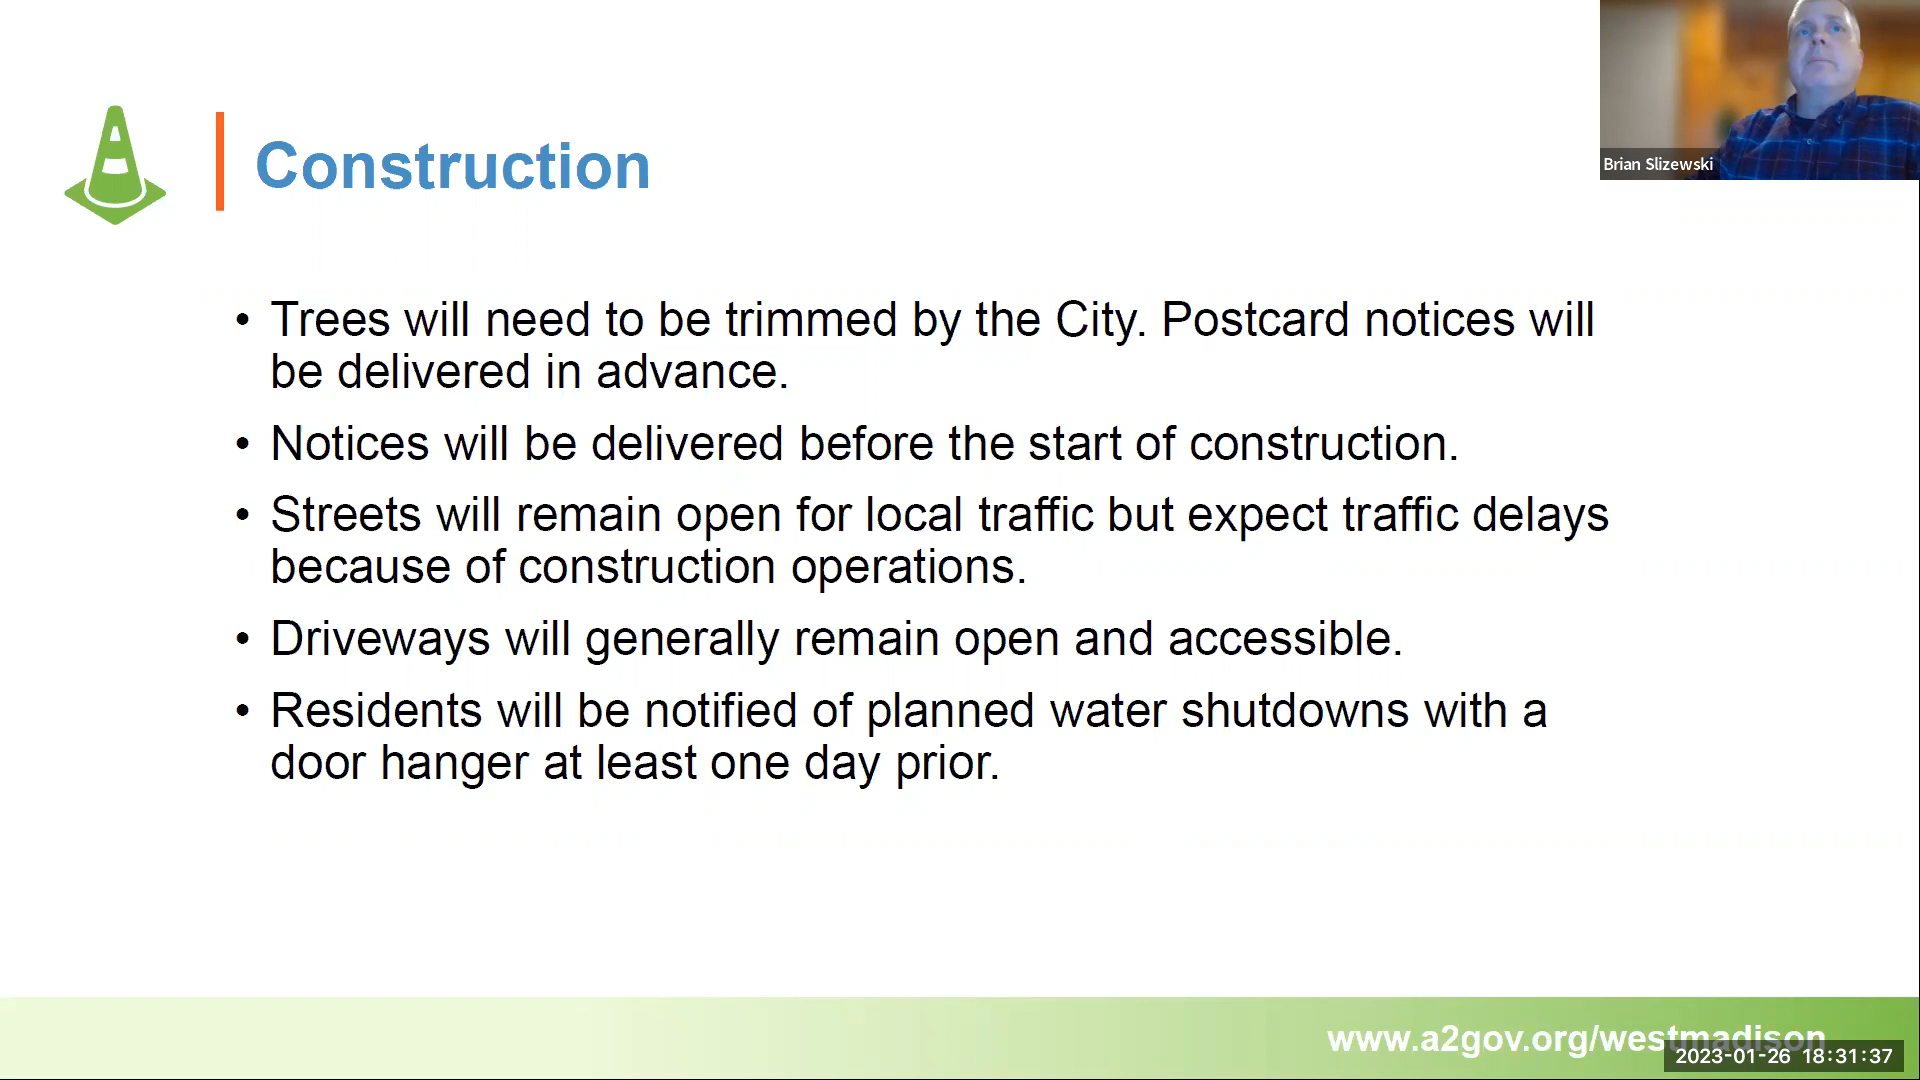 Brian Slizewski
Construction
• Trees will need to be trimmed by the City. Postcard notices will
be delivered in advance.
• Notices will be delivered before the start of construction.
• Streets will remain open for local traffic but expect traffic delays
because of construction operations.
• Driveways will generally remain open and accessible.
• Residents will be notified of planned water shutdowns with a
door hanger at least one day prior.
www.a2gov.org/westmadison
2023-01-26 18:31:37